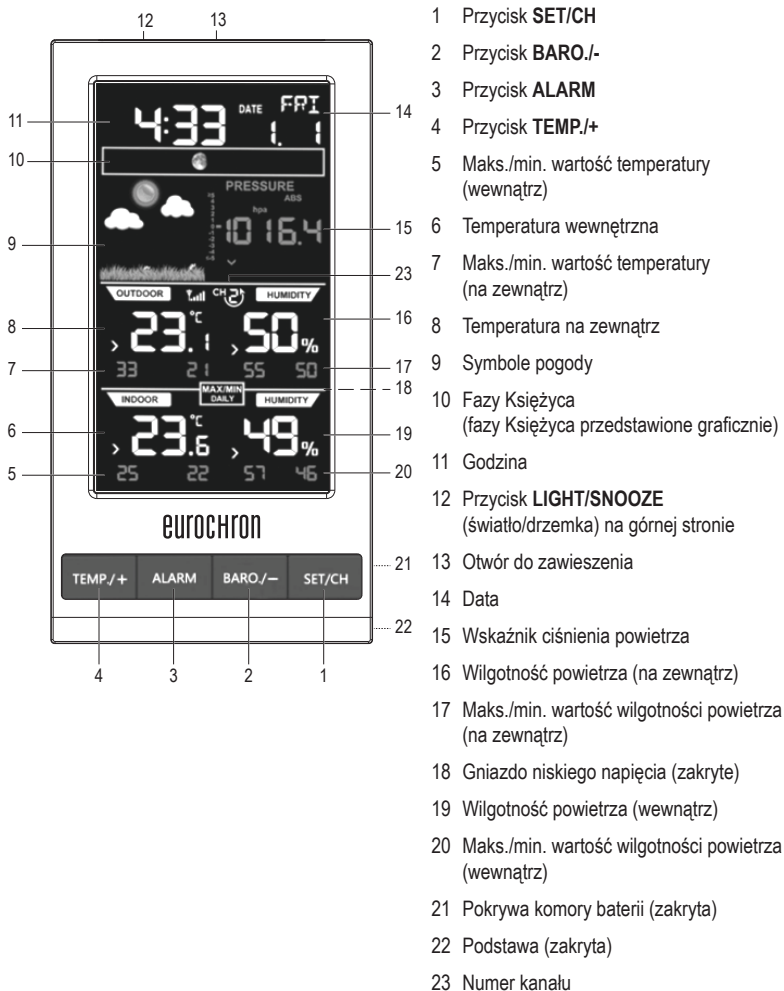 12
13
4:33
DATE
FRI
1. 1
11
14
10
PRESSURE
ABS
hpa
1016.4
15
9
23
OUTDOOR
CH 2
HUMIDITY
16
8
23.1 °C
50%
7
33
21
55
50
17
MAX/MIN
DAILY
18
INDOOR
HUMIDITY
6
23.6 °C
49%
19
5
25
22
57
46
20
eurochron
TEMP./+
ALARM
BARO./−
SET/CH
21
22
4
3
2
1
1 Przycisk SET/CH
2 Przycisk BARO./-
3 Przycisk ALARM
4 Przycisk TEMP./+
5 Maks./min. wartość temperatury
(wewnątrz)
6 Temperatura wewnętrzna
7 Maks./min. wartość temperatury
(na zewnątrz)
8 Temperatura na zewnątrz
9 Symbole pogody
10 Fazy Księżyca
(fazy Księżyca przedstawione graficznie)
11 Godzina
12 Przycisk LIGHT/SNOOZE
(światło/drzemka) na górnej stronie
13 Otwór do zawieszenia
14 Data
15 Wskaźnik ciśnienia powietrza
16 Wilgotność powietrza (na zewnątrz)
17 Maks./min. wartość wilgotności powietrza
(na zewnątrz)
18 Gniazdo niskiego napięcia (zakryte)
19 Wilgotność powietrza (wewnątrz)
20 Maks./min. wartość wilgotności powietrza
(wewnątrz)
21 Pokrywa komory baterii (zakryta)
22 Podstawa (zakryta)
23 Numer kanału